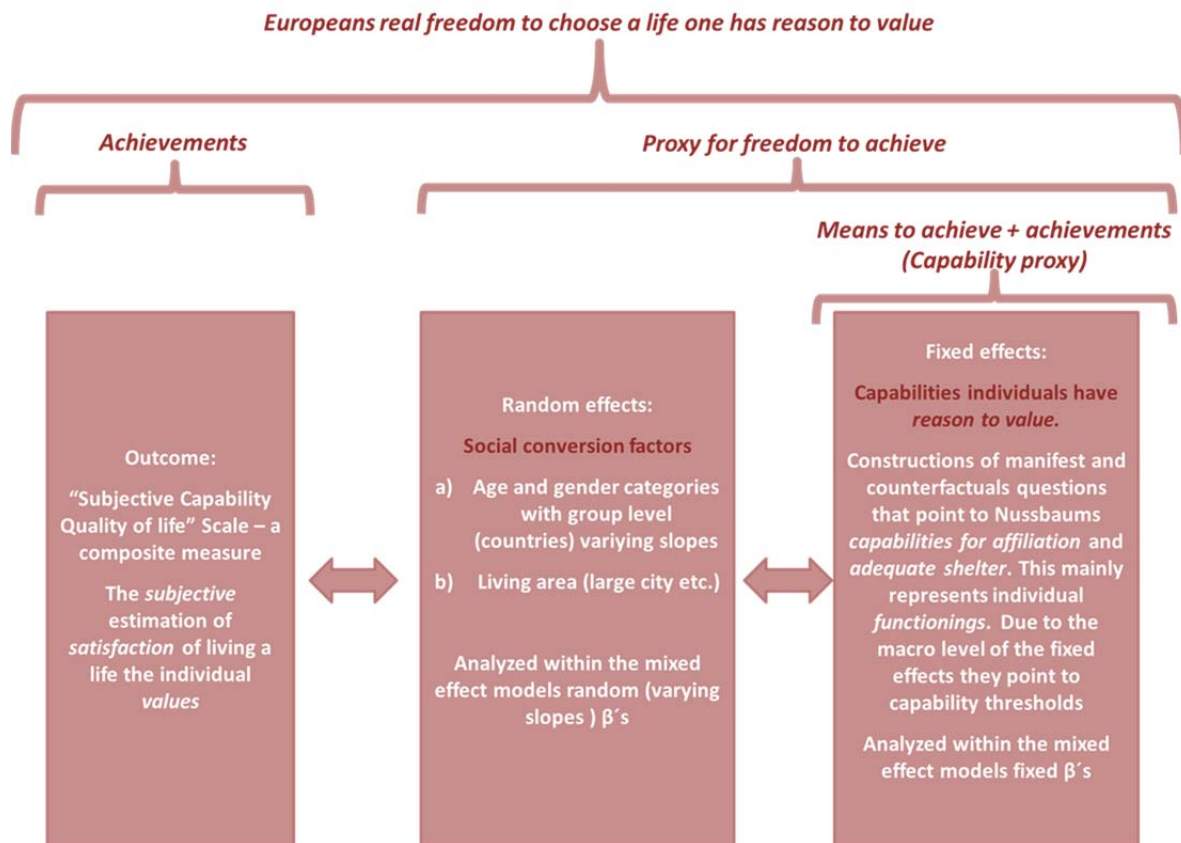 Europeans real freedom to choose a life one has reason to value
Achievements
Proxy for freedom to achieve
Means to achieve + achievements
(Capability proxy)
Outcome:
“Subjective Capability
Quality of life” Scale – a
composite measure
The subjective
estimation of
satisfaction of living a
life the individual
values
Random effects:
Social conversion factors
a) Age and gender categories
with group level
(countries) variying slopes
b) Living area (large city etc.)
Analyzed within the mixed
effect models random (varying
slopes ) β´s
Fixed effects:
Capabilities individuals have
reason to value.
Constructions of manifest and
counterfactuals questions
that point to Nussbaums
capabilities for affiliation and
adequate shelter. This mainly
represents individual
functionings. Due to the
macro level of the fixed
effects they point to
capability thresholds
Analyzed within the mixed
effect models fixed β´s